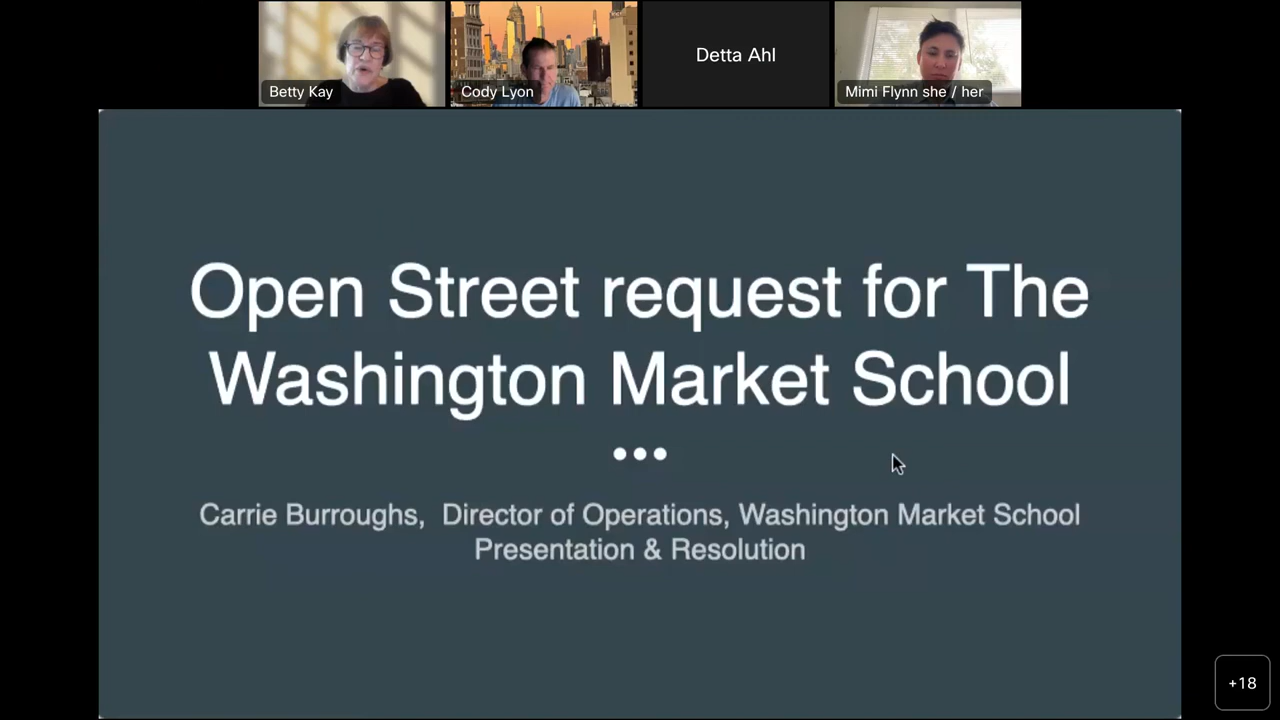 Betty Kay
Cody Lyon
Detta Ahl
Mimi Flynn she / her
Open Street request for The
Washington Market School
Carrie Burroughs, Director of Operations, Washington Market School
Presentation & Resolution
+18